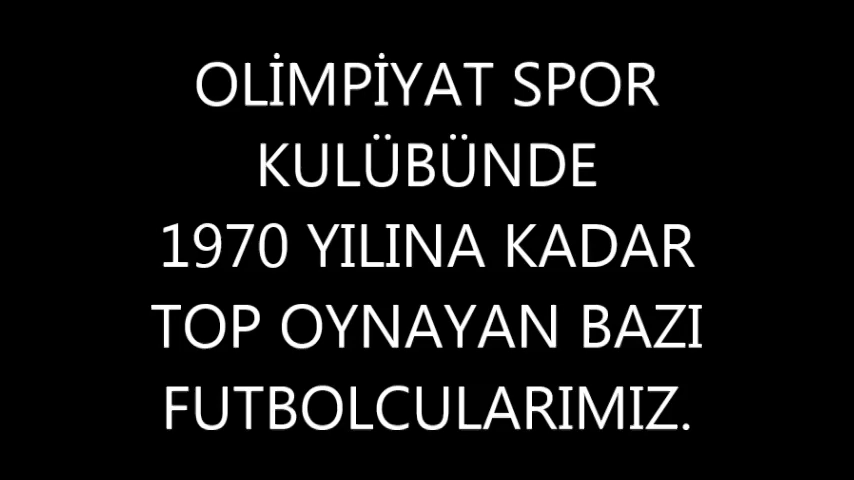 OLİMPİYAT SPOR
KULÜBÜNDE
1970 YILINA KADAR
TOP OYNAYAN BAZI
FUTBOLCULARIMIZ.